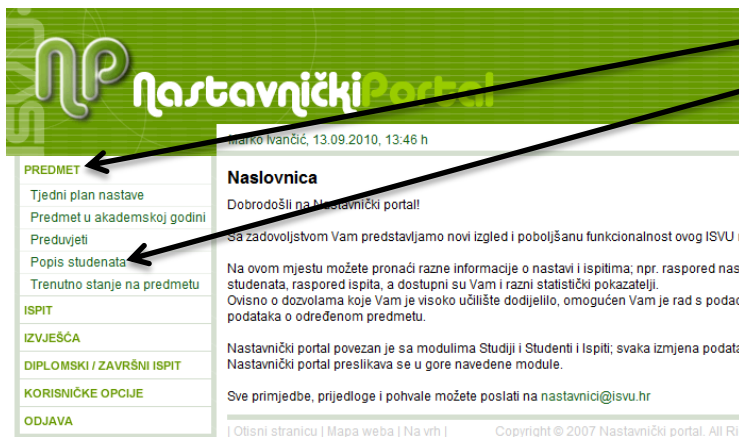 ISVU
NP NastavničkiPortal
Marko Ivančić, 13.09.2010, 13:46 h
PREDMET
Tjedni plan nastave
Predmet u akademskoj godini
Preduvjeti
Popis studenata
Trenutno stanje na predmetu
ISPIT
IZVJEŠĆA
DIPLOMSKI / ZAVRŠNI ISPIT
KORISNIČKE OPCIJE
ODJAVA
Naslovnica
Dobrodošli na Nastavnički portal!
Sa zadovoljstvom Vam predstavljamo novi izgled i poboljšanu funkcionalnost ovog ISVU
Na ovom mjestu možete pronaći razne informacije o nastavi i ispitima; npr. raspored nas
studenata, raspored ispita, a dostupni su Vam i razni statistički pokazatelji.
Ovisno o dozvolama koje Vam je visoko učilište dodijelilo, omogućen Vam je rad s podac
podataka o određenom predmetu.
Nastavnički portal povezan je sa modulima Studiji i Studenti i Ispiti; svaka izmjena podata
Nastavnički portal preslikava se u gore navedene module.
Sve primjedbe, prijedloge i pohvale možete poslati na nastavnici@isvu.hr
| Otisni stranicu | Mapa weba | Na vrh | Copyright © 2007 Nastavnički portal. All Ri